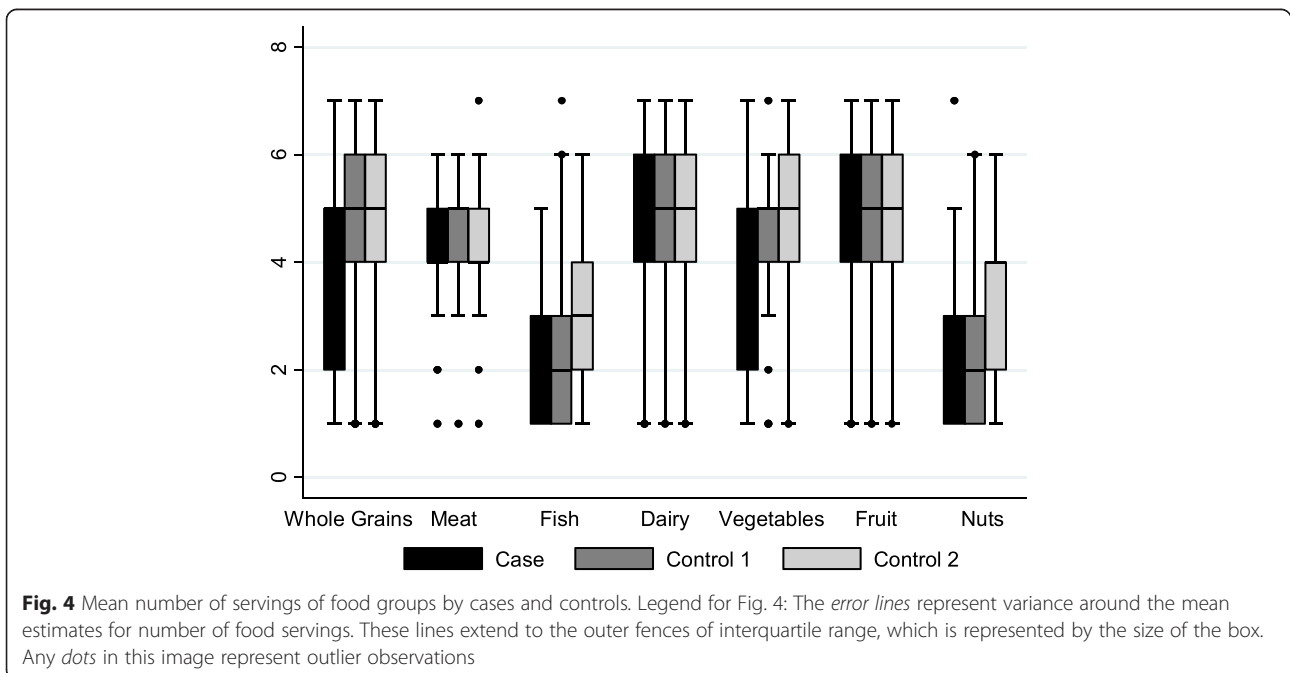 8
6
4
2
0
Whole Grains Meat Fish Dairy Vegetables Fruit Nuts
Case Control 1 Control 2
Fig. 4 Mean number of servings of food groups by cases and controls. Legend for Fig. 4: The error lines represent variance around the mean
estimates for number of food servings. These lines extend to the outer fences of interquartile range, which is represented by the size of the box.
Any dots in this image represent outlier observations